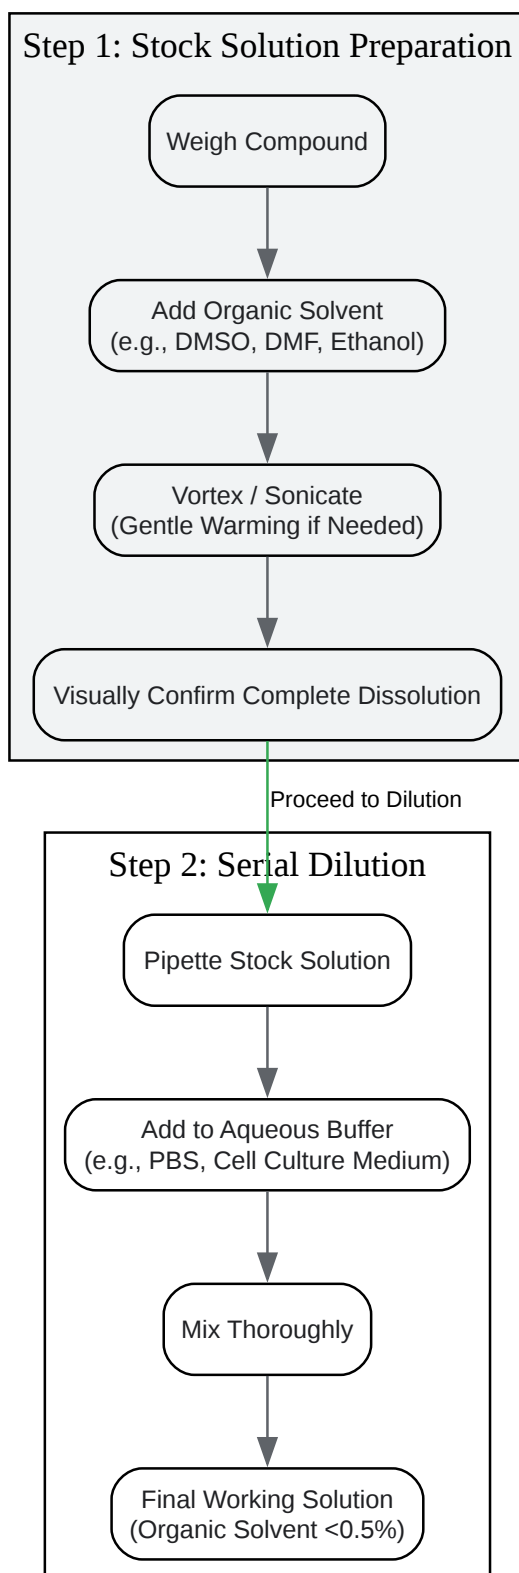 Step 1: Stock Solution Preparation
Weigh Compound
Add Organic Solvent
(e.g., DMSO, DMF, Ethanol)
Vortex / Sonicate
(Gentle Warming if Needed)
Visually Confirm Complete Dissolution
Proceed to Dilution
Step 2: Serial Dilution
Pipette Stock Solution
Add to Aqueous Buffer
(e.g., PBS, Cell Culture Medium)
Mix Thoroughly
Final Working Solution
(Organic Solvent <0.5%)